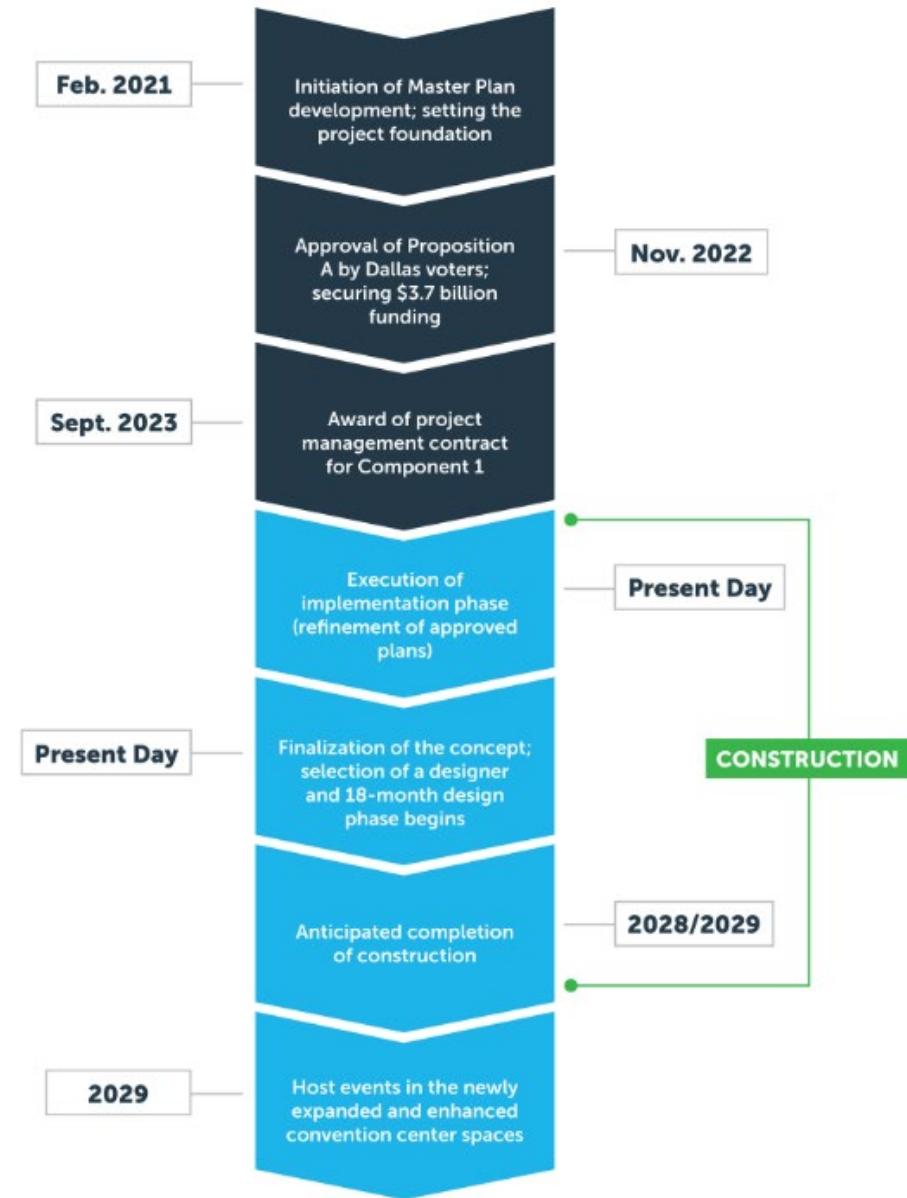 Feb. 2021
Initiation of Master Plan
development; setting the
project foundation
Approval of Proposition
A by Dallas voters;
securing $3.7 billion
funding
Nov. 2022
Sept. 2023
Award of project
management contract
for Component 1
Execution of
implementation phase
(refinement of approved
plans)
Present Day
Present Day
Finalization of the concept;
selection of a designer
and 18-month design
phase begins
CONSTRUCTION
Anticipated completion
of construction
2028/2029
2029
Host events in the newly
expanded and enhanced
convention center spaces